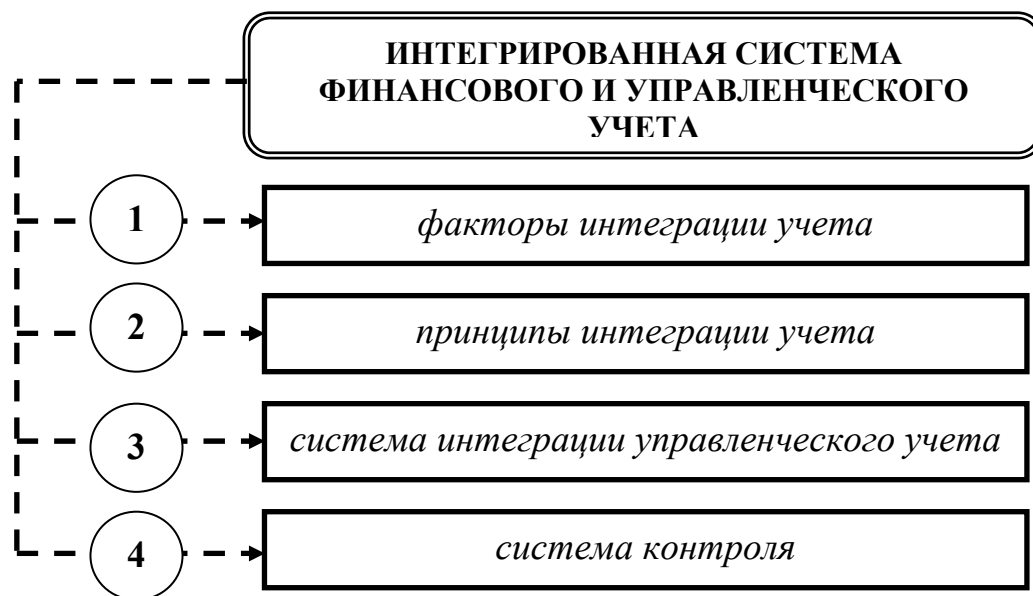 ИНТЕГРИРОВАННАЯ СИСТЕМА
ФИНАНСОВОГО И УПРАВЛЕНЧЕСКОГО
УЧЕТА
1
факторы интеграции учета
2
принципы интеграции учета
3
система интеграции управленческого учета
4
система контроля